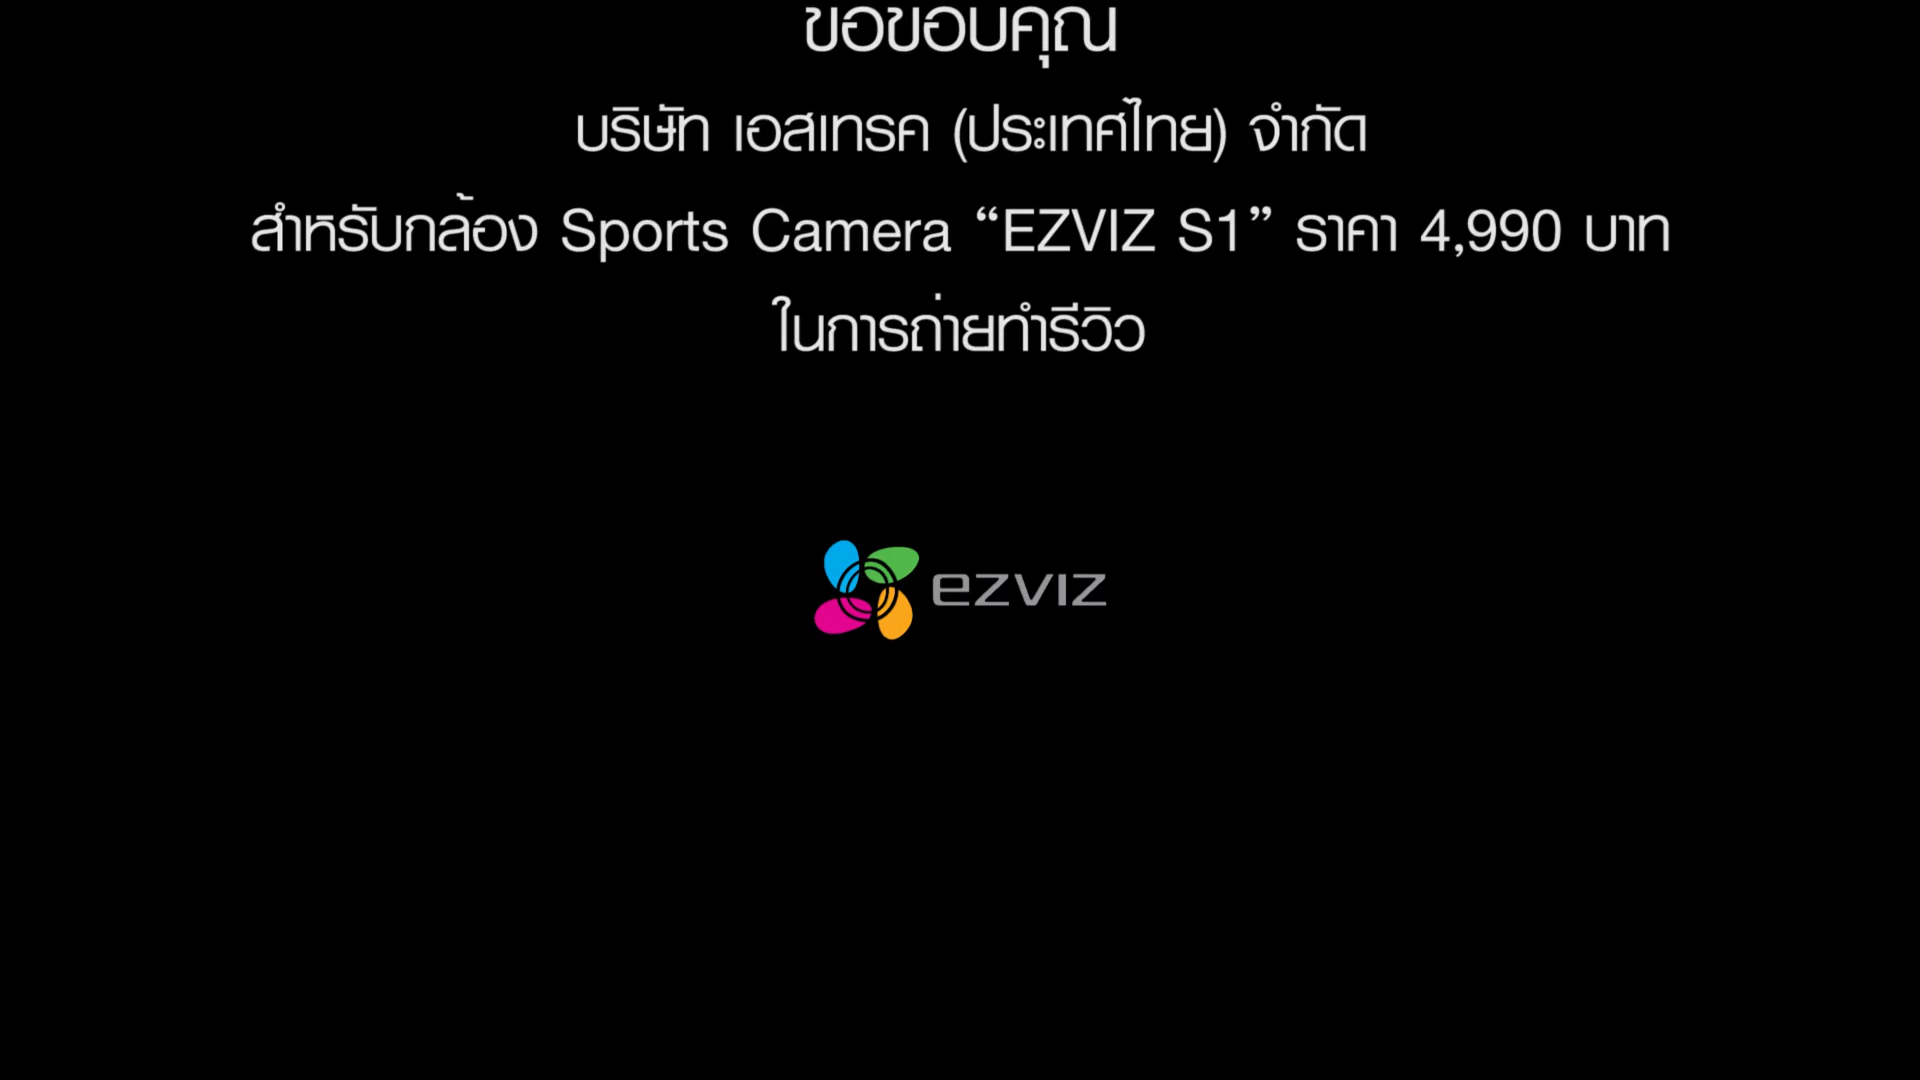 ขอขอบคุณ
บริษัท เอสเทรค (ประเทศไทย) จำกัด
สำหรับกล้อง Sports Camera “EZVIZ S1” ราคา 4,990 บาท
ในการถ่ายทำรีวิว
ezviz